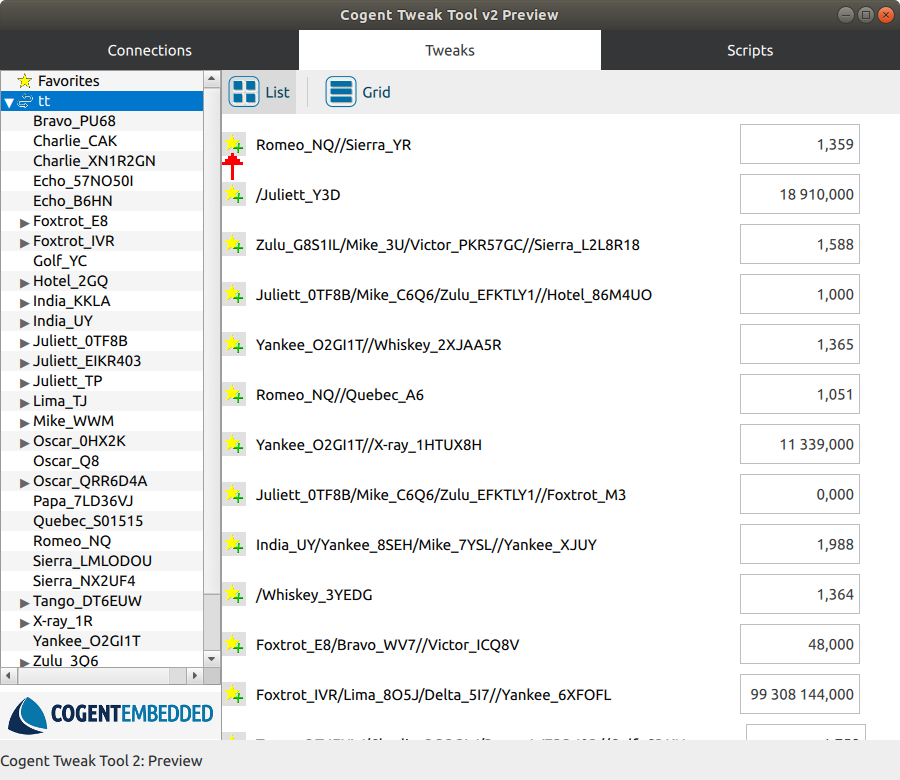 Cogent Tweak Tool v2 Preview
Connections
Tweaks
Scripts
Favorites
tt
Bravo_PU68
Charlie_CAK
Charlie_XN1R2GN
Echo_57NO50I
Echo_B6HN
Foxtrot_E8
Foxtrot_IVR
Golf_YC
Hotel_2GQ
India_KKLA
India_UY
Juliett_0TF8B
Juliett_EIKR403
Juliett_TP
Lima_TJ
Mike_WWM
Oscar_0HX2K
Oscar_Q8
Oscar_QRR6D4A
Papa_7LD36VJ
Quebec_S01515
Romeo_NQ
Sierra_LMLODOU
Sierra_NX2UF4
Tango_DT6EUW
X-ray_1R
Yankee_O2GI1T
Zulu_3Q6
COGENTEMBEDDED
List
Grid
Romeo_NQ//Sierra_YR 1,359
/Juliett_Y3D 18 910,000
Zulu_G8S1IL/Mike_3U/Victor_PKR57GC//Sierra_L2L8R18 1,588
Juliett_0TF8B/Mike_C6Q6/Zulu_EFKTLY1//Hotel_86M4UO 1,000
Yankee_O2GI1T//Whiskey_2XJAA5R 1,365
Romeo_NQ//Quebec_A6 1,051
Yankee_O2GI1T//X-ray_1HTUX8H 11 339,000
Juliett_0TF8B/Mike_C6Q6/Zulu_EFKTLY1//Foxtrot_M3 0,000
India_UY/Yankee_8SEH/Mike_7YSL//Yankee_XJUY 1,988
/Whiskey_3YEDG 1,364
Foxtrot_E8/Bravo_WV7//Victor_ICQ8V 48,000
Foxtrot_IVR/Lima_8O5J/Delta_5I7//Yankee_6XFOFL 99 308 144,000
Cogent Tweak Tool 2: Preview